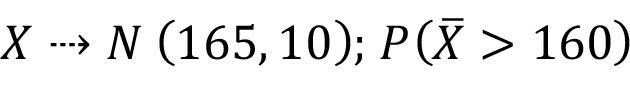 X ⇢ N (165, 10); P(X̄ > 160)